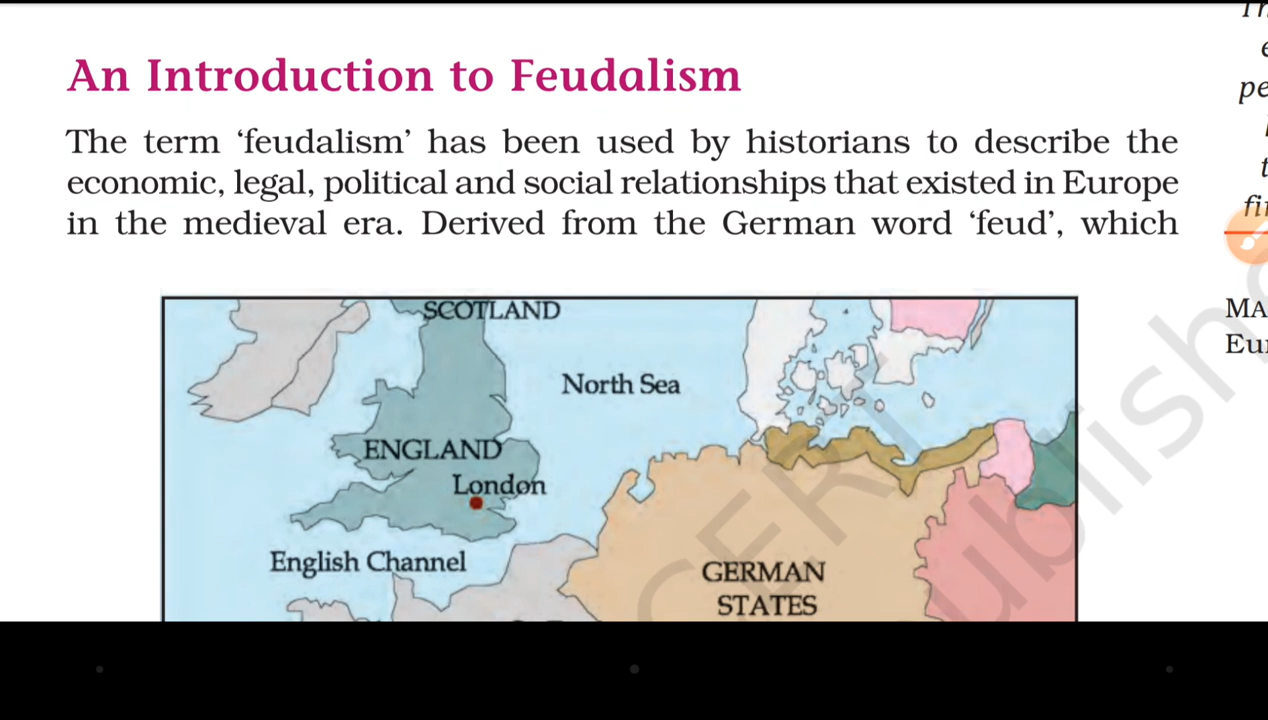 An Introduction to Feudalism
The term ‘feudalism’ has been used by historians to describe the
economic, legal, political and social relationships that existed in Europe
in the medieval era. Derived from the German word ‘feud’, which
SCOTLAND
North Sea
ENGLAND
London
English Channel
GERMAN
STATES